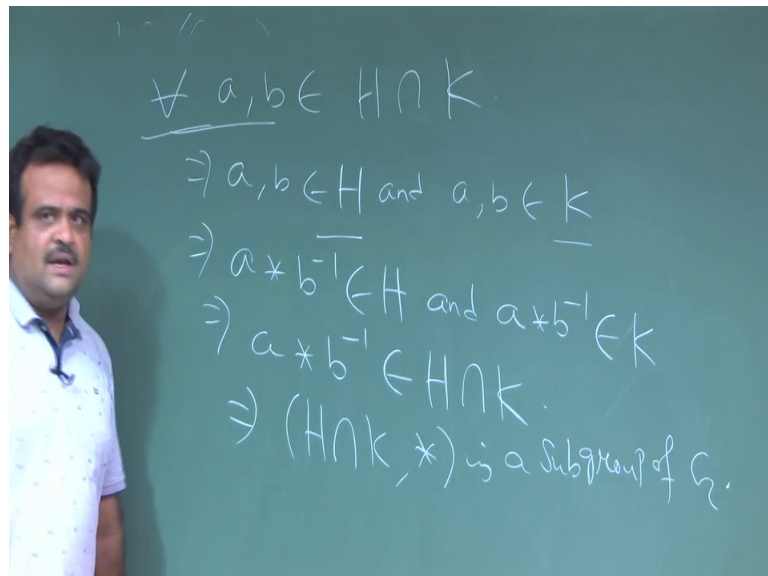 ∀ a, b ∈ H ∩ K.
⇒ a, b ∈ H and a, b ∈ K
⇒ a * b⁻¹ ∈ H and a * b⁻¹ ∈ K
⇒ a * b⁻¹ ∈ H ∩ K.
⇒ (H ∩ K, *) is a subgroup of G.